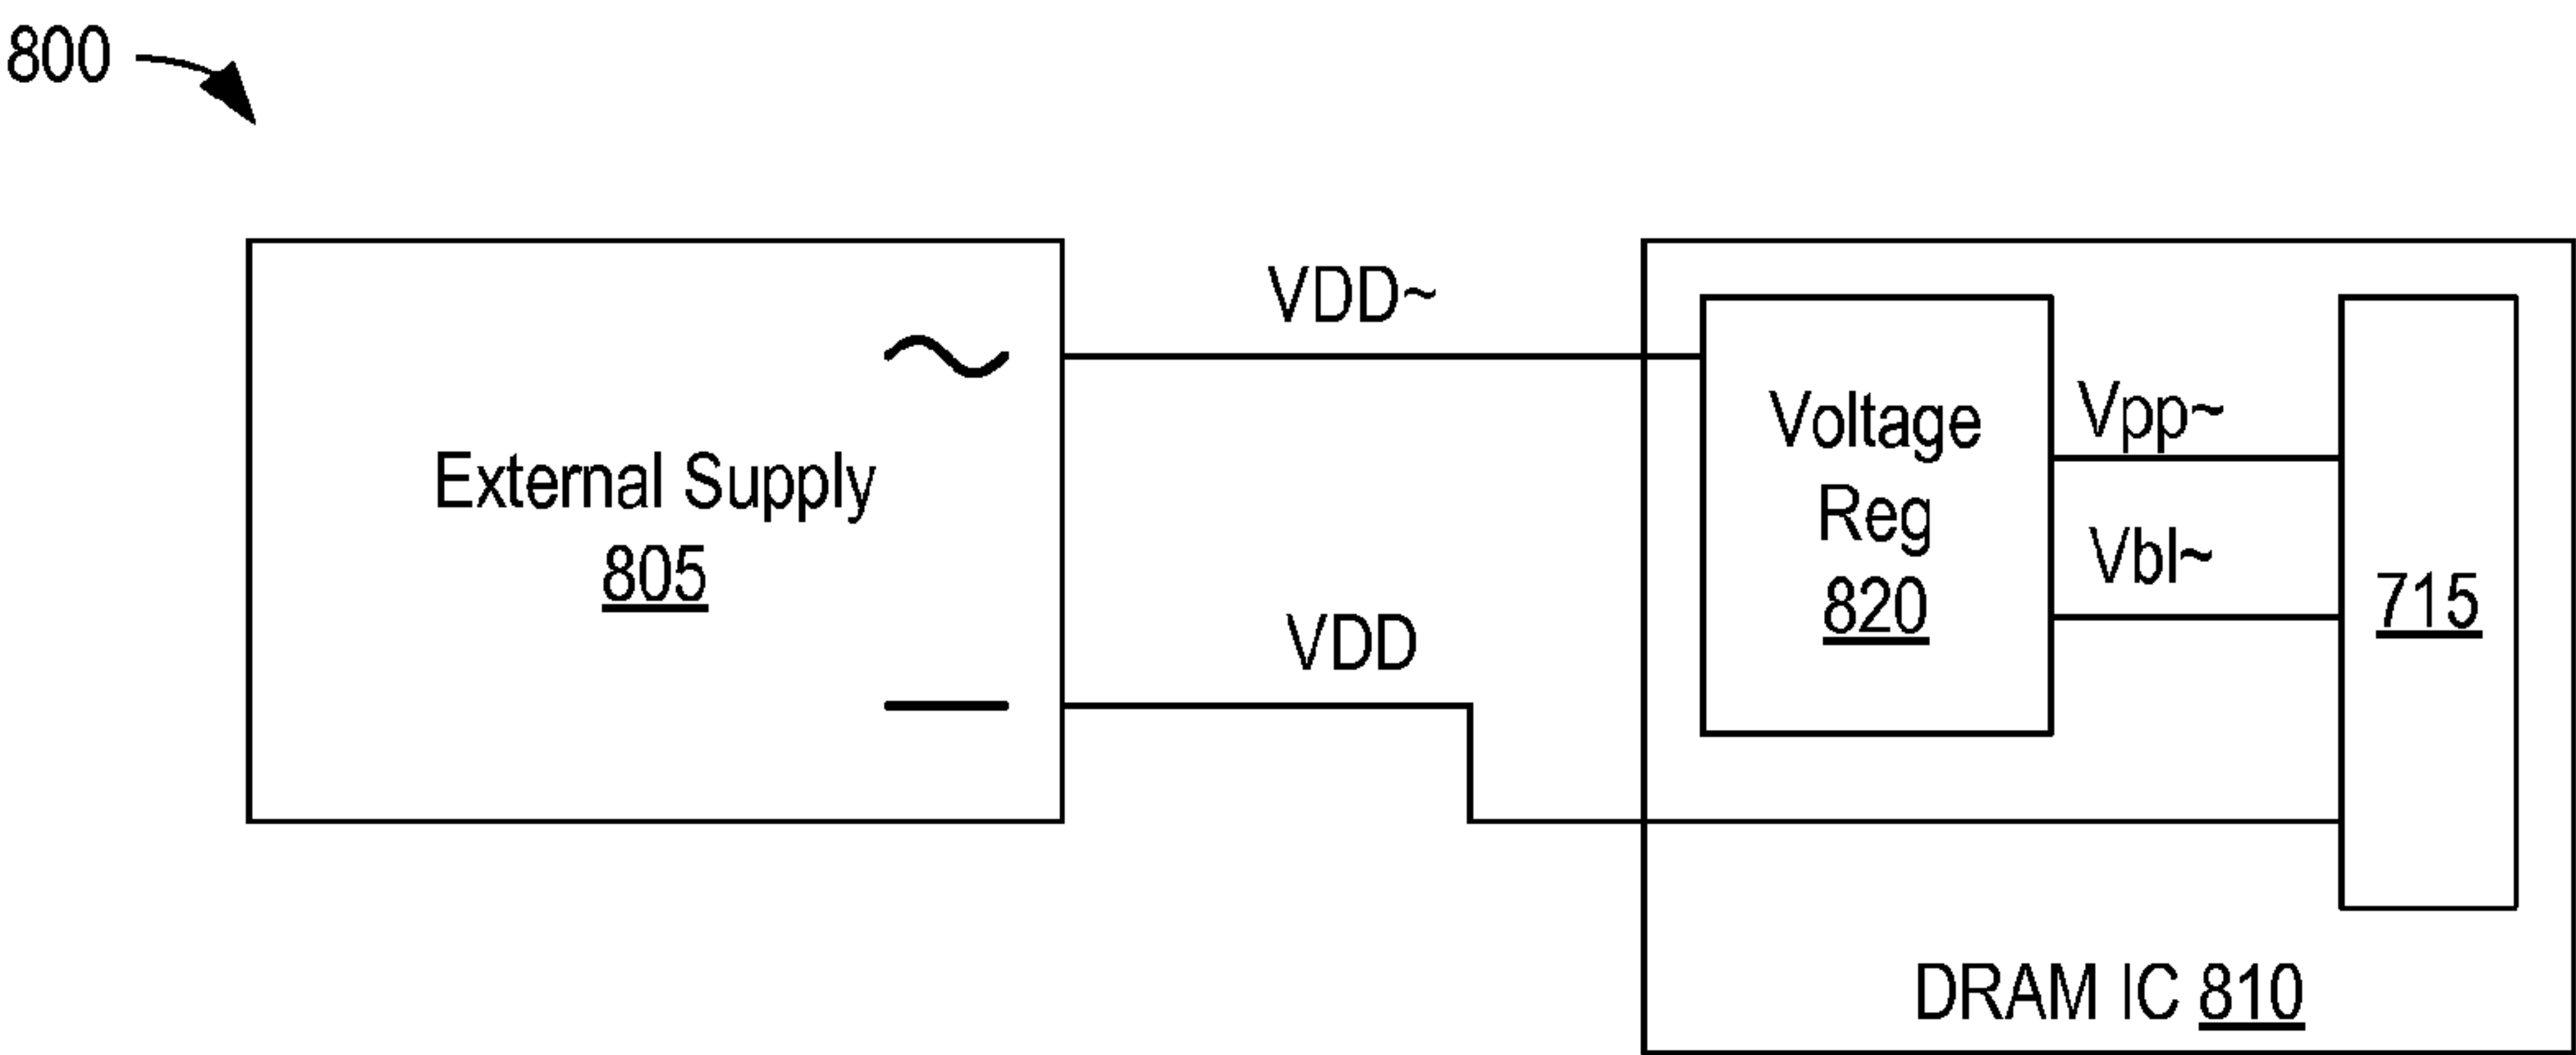 800
VDD~
External Supply
805
VDD
Voltage
Reg
820
Vpp~
Vbl~
715
DRAM IC 810